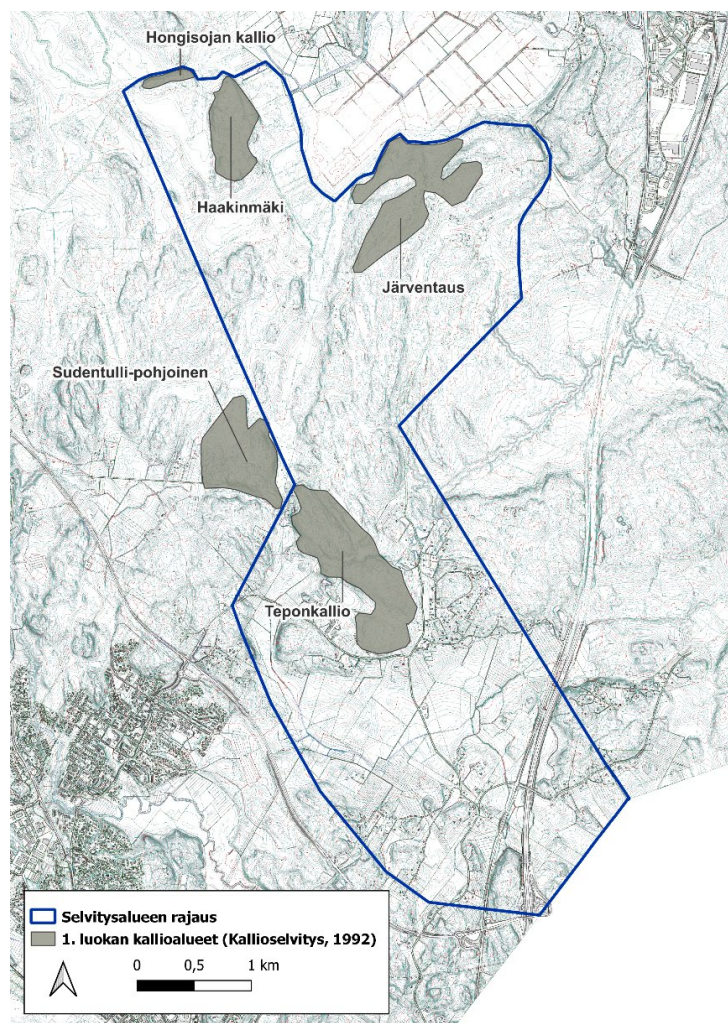 Hongisojan kallio
Haakinmäki
Järventaus
Sudentulli-pohjoinen
Teponkallio
Selvitysalueen rajaus
1. luokan kallioalueet (Kallioselvitys, 1992)
0 0,5 1 km